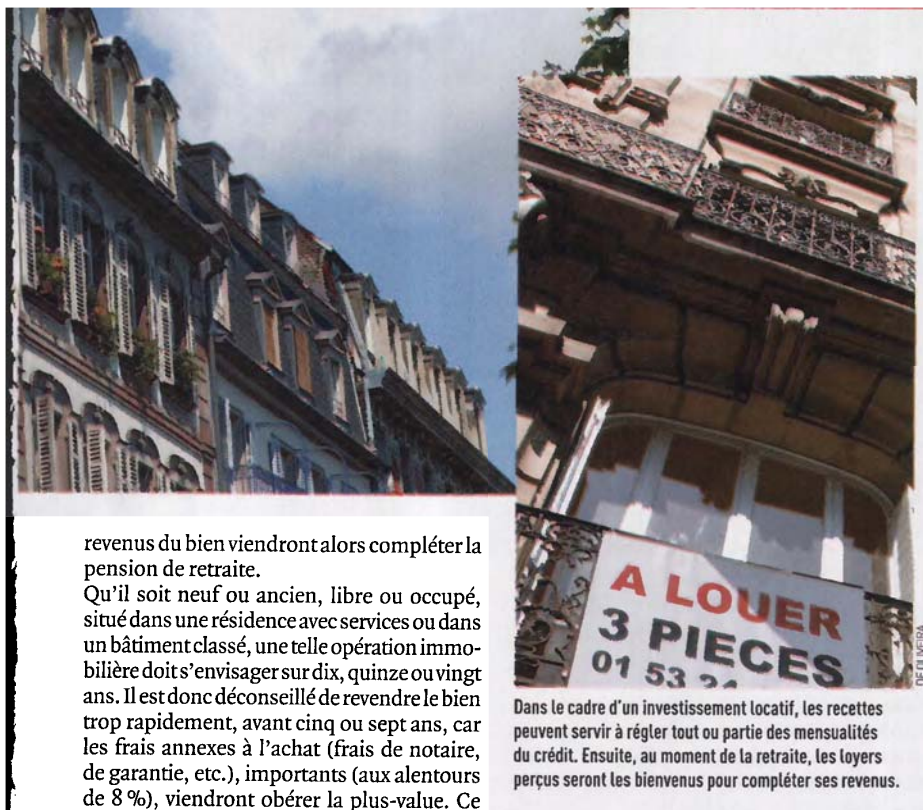 revenus du bien viendront alors compléter la
pension de retraite.
Qu'il soit neuf ou ancien, libre ou occupé,
situé dans une résidence avec services ou dans
un bâtiment classé, une telle opération immo-
bilière doit s'envisager sur dix, quinze ou vingt
ans. Il est donc déconseillé de revendre le bien
trop rapidement, avant cinq ou sept ans, car
les frais annexes à l'achat (frais de notaire,
de garantie, etc.), importants (aux alentours
de 8 %), viendront obérer la plus-value. Ce
A LOUER
3 PIECES
01 53
Dans le cadre d'un investissement locatif, les recettes
peuvent servir à régler tout ou partie des mensualités
du crédit. Ensuite, au moment de la retraite, les loyers
perçus seront les bienvenus pour compléter ses revenus.